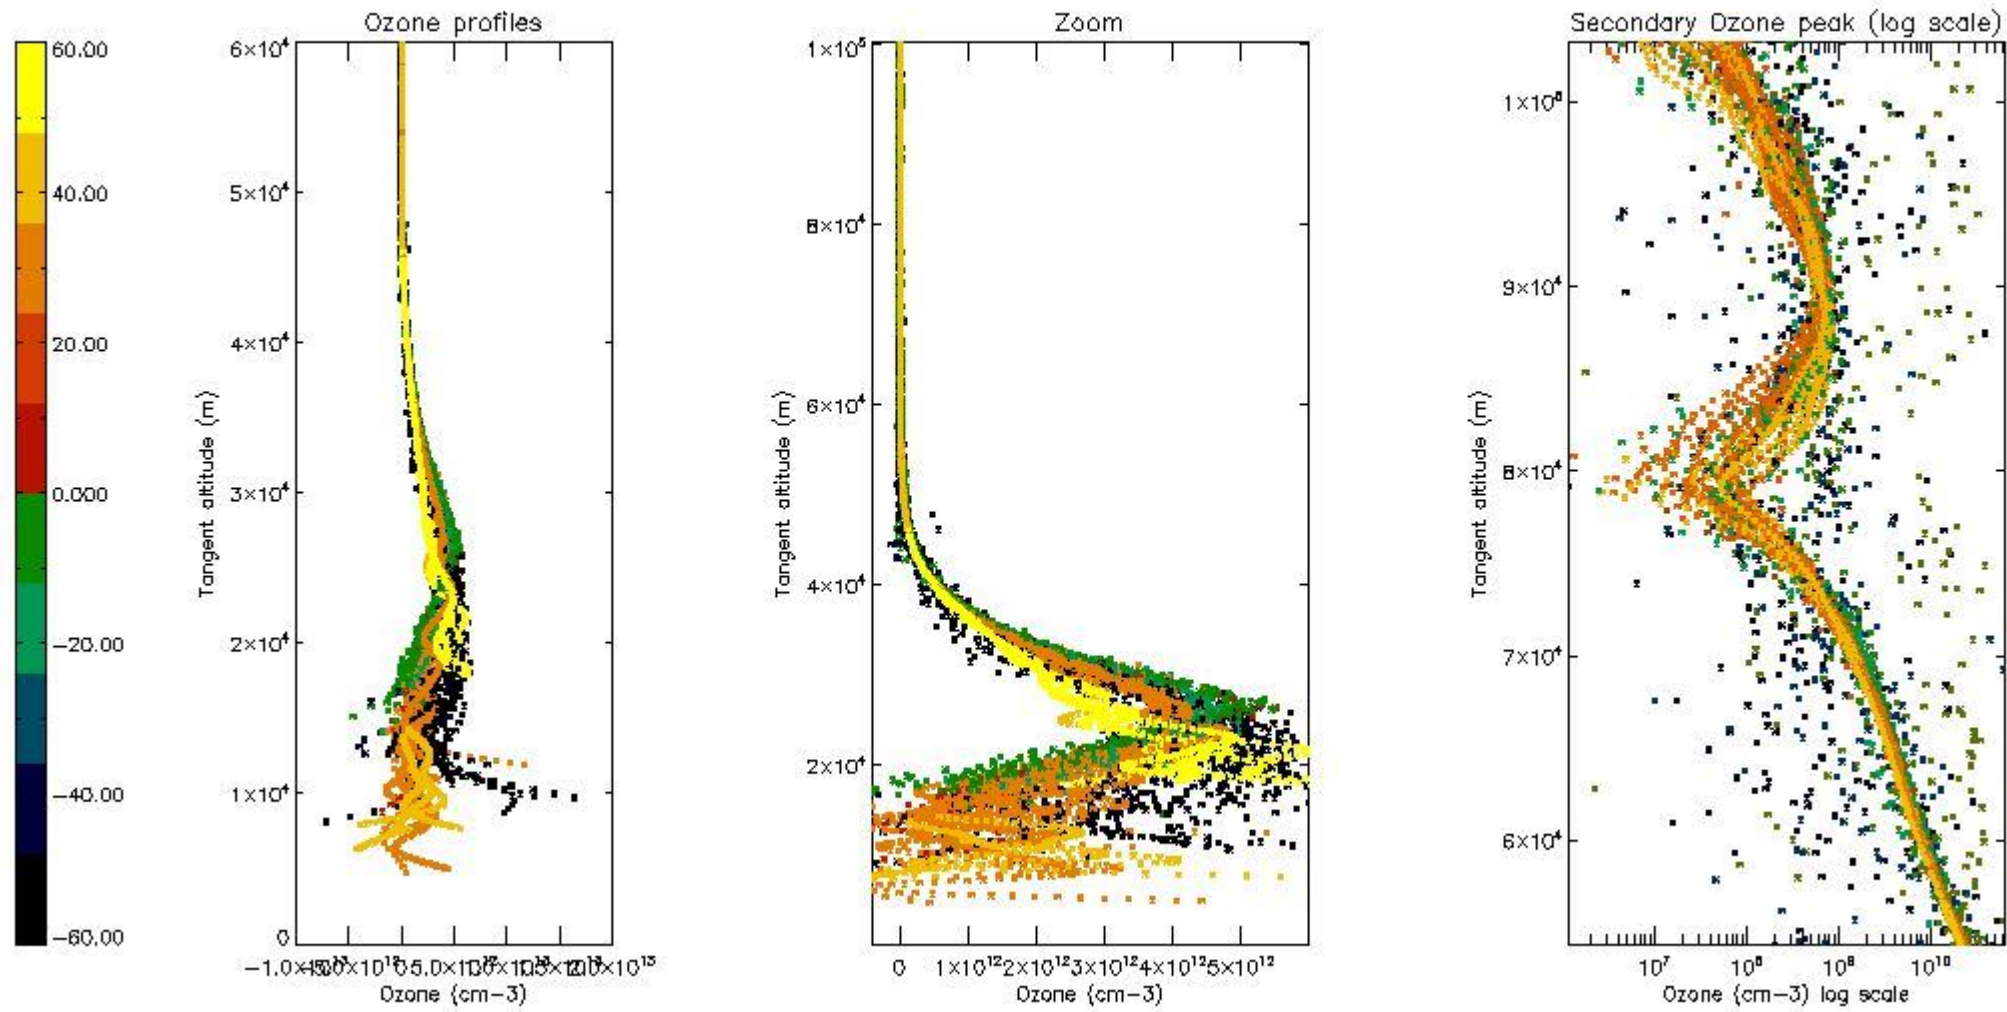 Ozone profiles
Zoom
Secondary Ozone peak (log scale)
60.00
40.00
20.00
-20.00
-40.00
-60.00
6×10⁴
5×10⁴
4×10⁴
3×10⁴
2×10⁴
1×10⁴
0
Tangent altitude (m)
Ozone (cm-3)
1×10⁵
8×10⁴
6×10⁴
4×10⁴
2×10⁴
Tangent altitude (m)
0 1×10¹² 2×10¹² 3×10¹² 4×10¹² 5×10¹²
Ozone (cm-3)
9×10⁴
8×10⁴
7×10⁴
6×10⁴
Tangent altitude (m)
10⁷ 10⁸ 10⁹ 10¹⁰
Ozone (cm-3) log scale